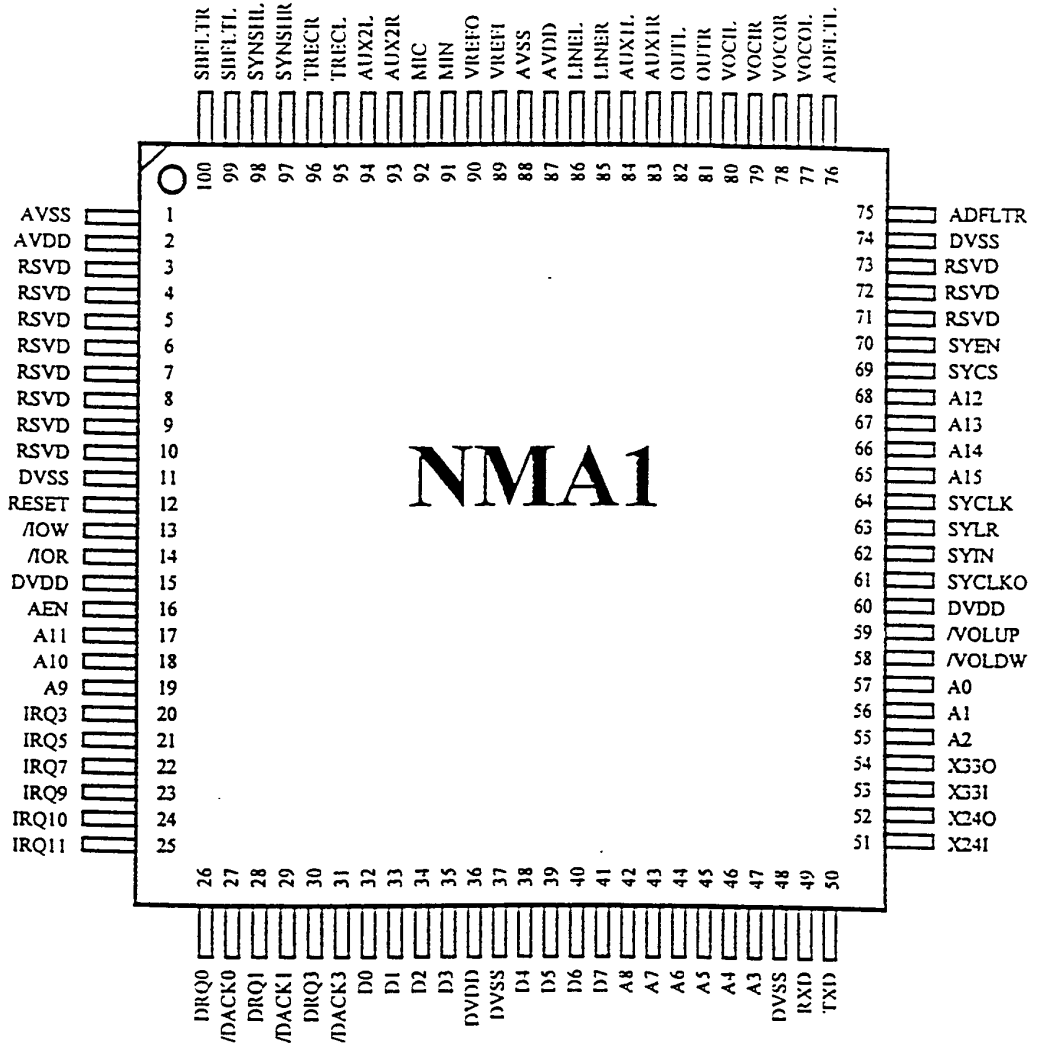 SBFLTR
SBFLTL
SYNSHL
SYNSHR
TRECR
TRECL
AUX2L
AUX2R
MIC
MIN
VREFO
VREFI
AVSS
AVDD
LINEL
LINER
AUX1L
AUX1R
OUTL
OUTR
VOCIL
VOCIR
VOCOR
VOCOL
ADFLTL
100
99
98
97
96
95
94
93
92
91
90
89
88
87
86
85
84
83
82
81
80
79
78
77
76
AVSS 1
AVDD 2
RSVD 3
RSVD 4
RSVD 5
RSVD 6
RSVD 7
RSVD 8
RSVD 9
RSVD 10
DVSS 11
RESET 12
/IOW 13
/IOR 14
DVDD 15
AEN 16
A11 17
A10 18
A9 19
IRQ3 20
IRQ5 21
IRQ7 22
IRQ9 23
IRQ10 24
IRQ11 25
NMA1
75 ADFLTR
74 DVSS
73 RSVD
72 RSVD
71 RSVD
70 SYEN
69 SYCS
68 A12
67 A13
66 A14
65 A15
64 SYCLK
63 SYLR
62 SYIN
61 SYCLKO
60 DVDD
59 /VOLUP
58 /VOLDW
57 A0
56 A1
55 A2
54 X33O
53 X33I
52 X24O
51 X24I
26
27
28
29
30
31
32
33
34
35
36
37
38
39
40
41
42
43
44
45
46
47
48
49
50
DRQ0
/DACK0
DRQ1
/DACK1
DRQ3
/DACK3
D0
D1
D2
D3
DVDD
DVSS
D4
D5
D6
D7
A8
A7
A6
A5
A4
A3
DVSS
RXD
TXD